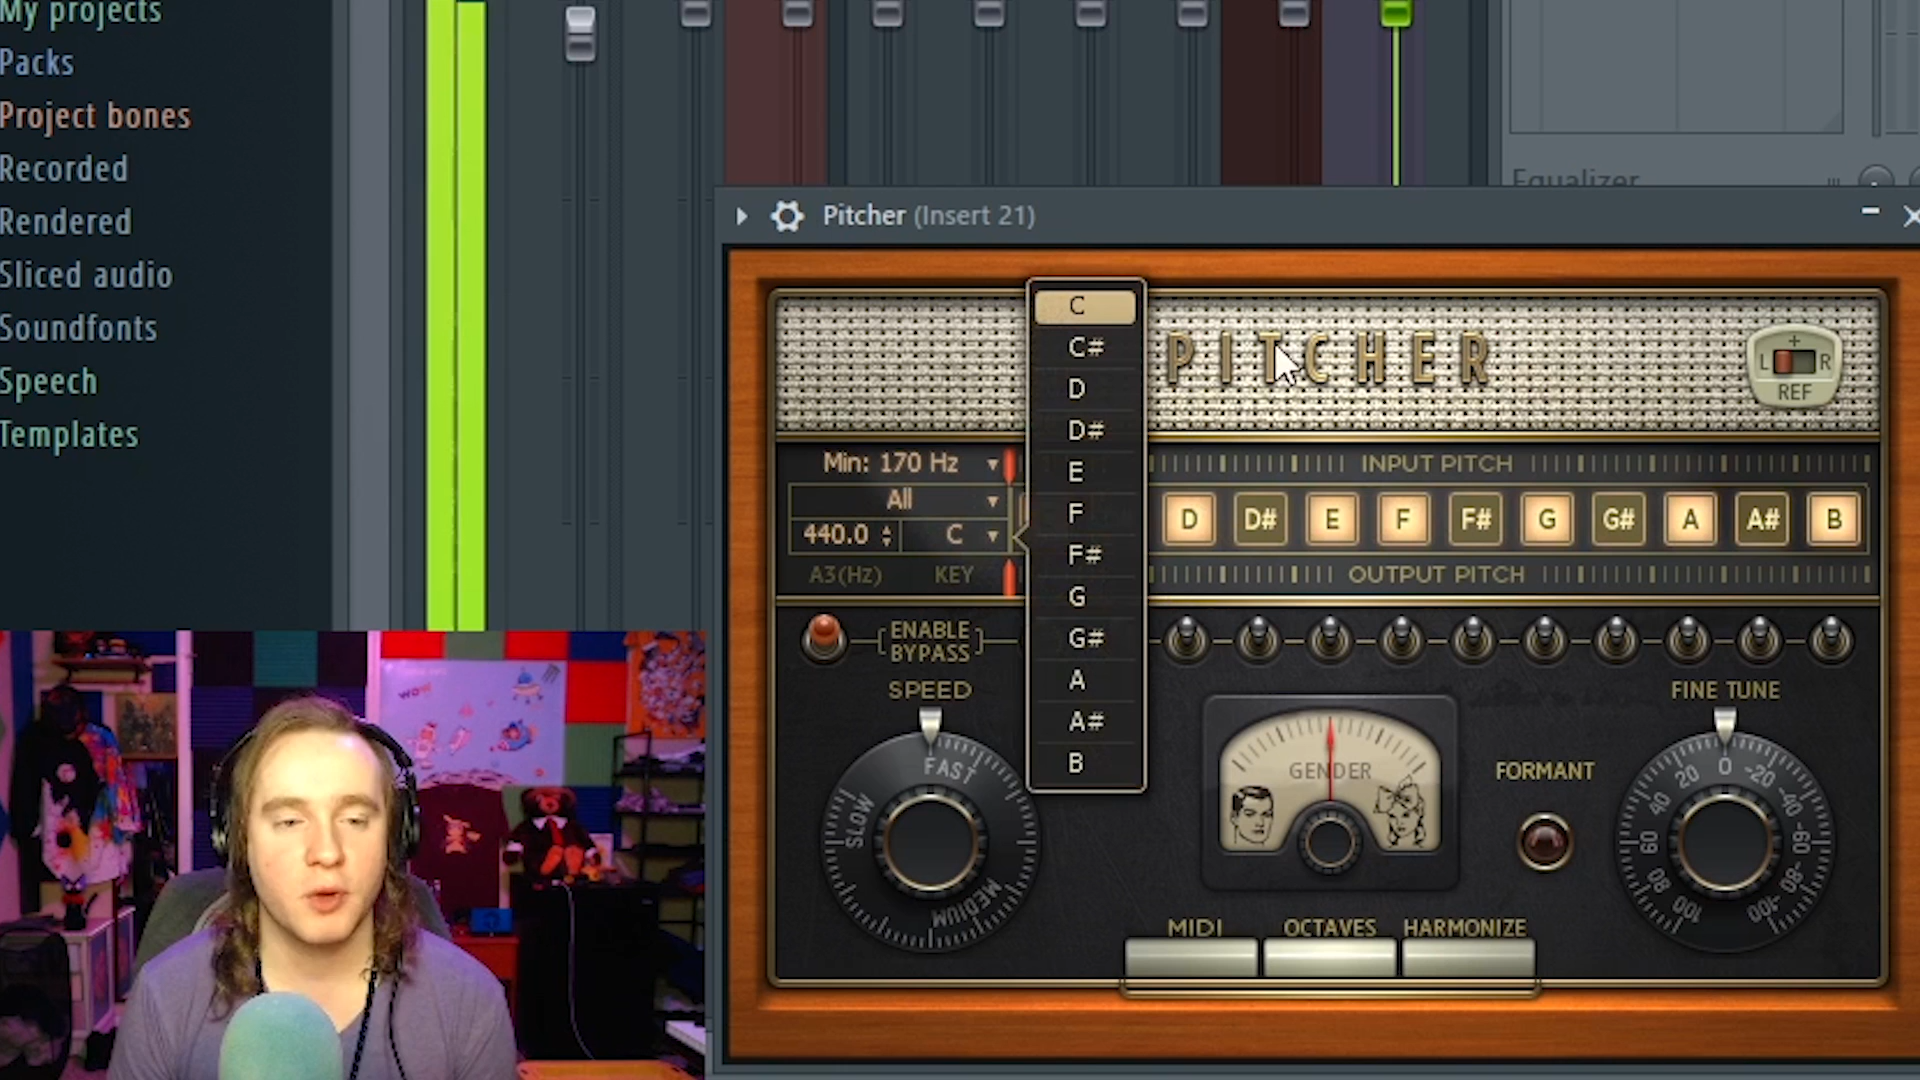 My projects
Packs
Project bones
Recorded
Rendered
Sliced audio
Soundfonts
Speech
Templates
Equalizer
Pitcher (Insert 21)
PITCHER
L + R
REF
C
C#
D
D#
E
F
F#
G
G#
A
A#
B
Min: 170 Hz
All
440.0 C
A3(Hz) KEY
INPUT PITCH
D D# E F F# G G# A A# B
OUTPUT PITCH
ENABLE
BYPASS
SPEED
FAST
SLOW
MEDIUM
GENDER
FORMANT
FINE TUNE
100 80 60 40 20 0 -20 -40 -60 -80 -100
MIDI OCTAVES HARMONIZE
wow